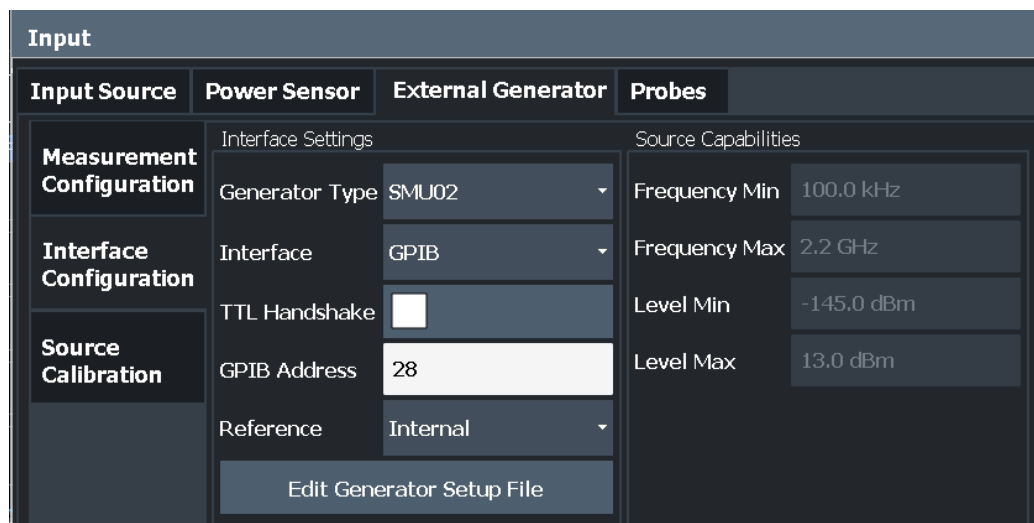 Input
Input Source Power Sensor External Generator Probes
Measurement
Configuration
Interface
Configuration
Source
Calibration
Interface Settings
Generator Type SMU02
Interface GPIB
TTL Handshake
GPIB Address 28
Reference Internal
Edit Generator Setup File
Source Capabilities
Frequency Min 100.0 kHz
Frequency Max 2.2 GHz
Level Min -145.0 dBm
Level Max 13.0 dBm